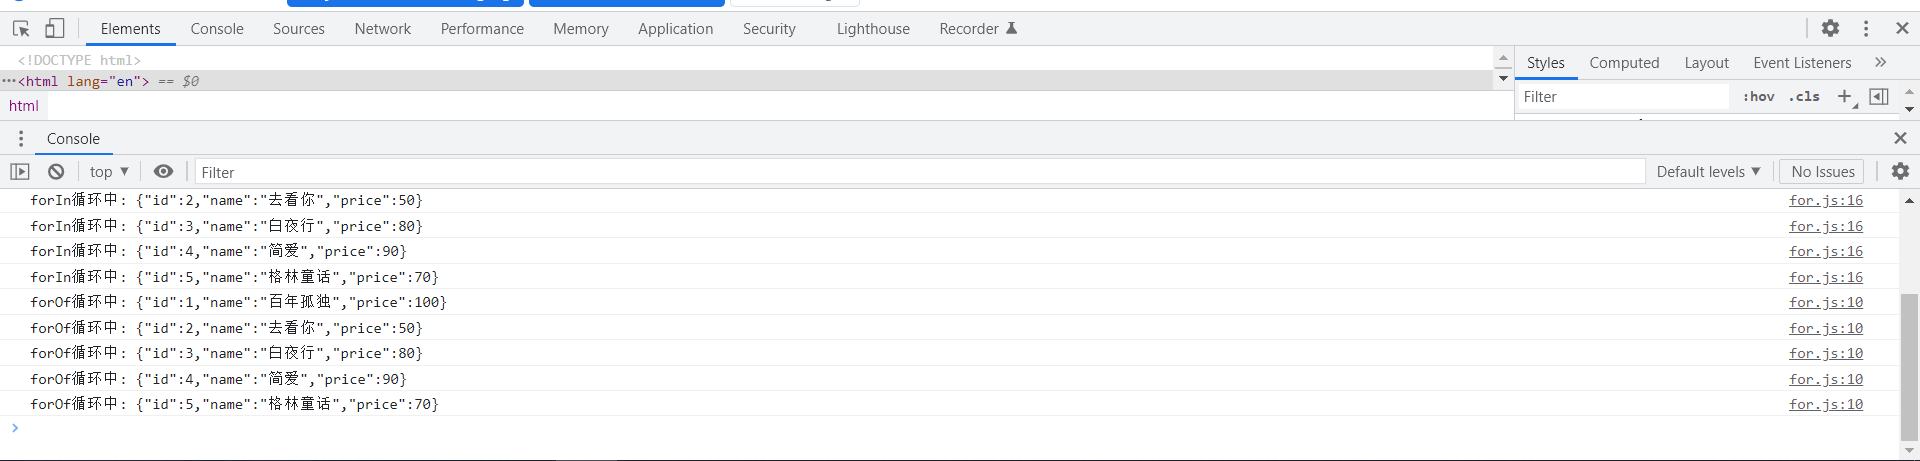 Elements Console Sources Network Performance Memory Application Security Lighthouse Recorder
<!DOCTYPE html>
···<html lang="en"> == $0
html
Styles Computed Layout Event Listeners »
Filter :hov .cls +
Console
top ▼ Filter Default levels ▼ No Issues
forIn循环中: {"id":2,"name":"去看你","price":50} for.js:16
forIn循环中: {"id":3,"name":"白夜行","price":80} for.js:16
forIn循环中: {"id":4,"name":"简爱","price":90} for.js:16
forIn循环中: {"id":5,"name":"格林童话","price":70} for.js:16
forOf循环中: {"id":1,"name":"百年孤独","price":100} for.js:10
forOf循环中: {"id":2,"name":"去看你","price":50} for.js:10
forOf循环中: {"id":3,"name":"白夜行","price":80} for.js:10
forOf循环中: {"id":4,"name":"简爱","price":90} for.js:10
forOf循环中: {"id":5,"name":"格林童话","price":70} for.js:10
>